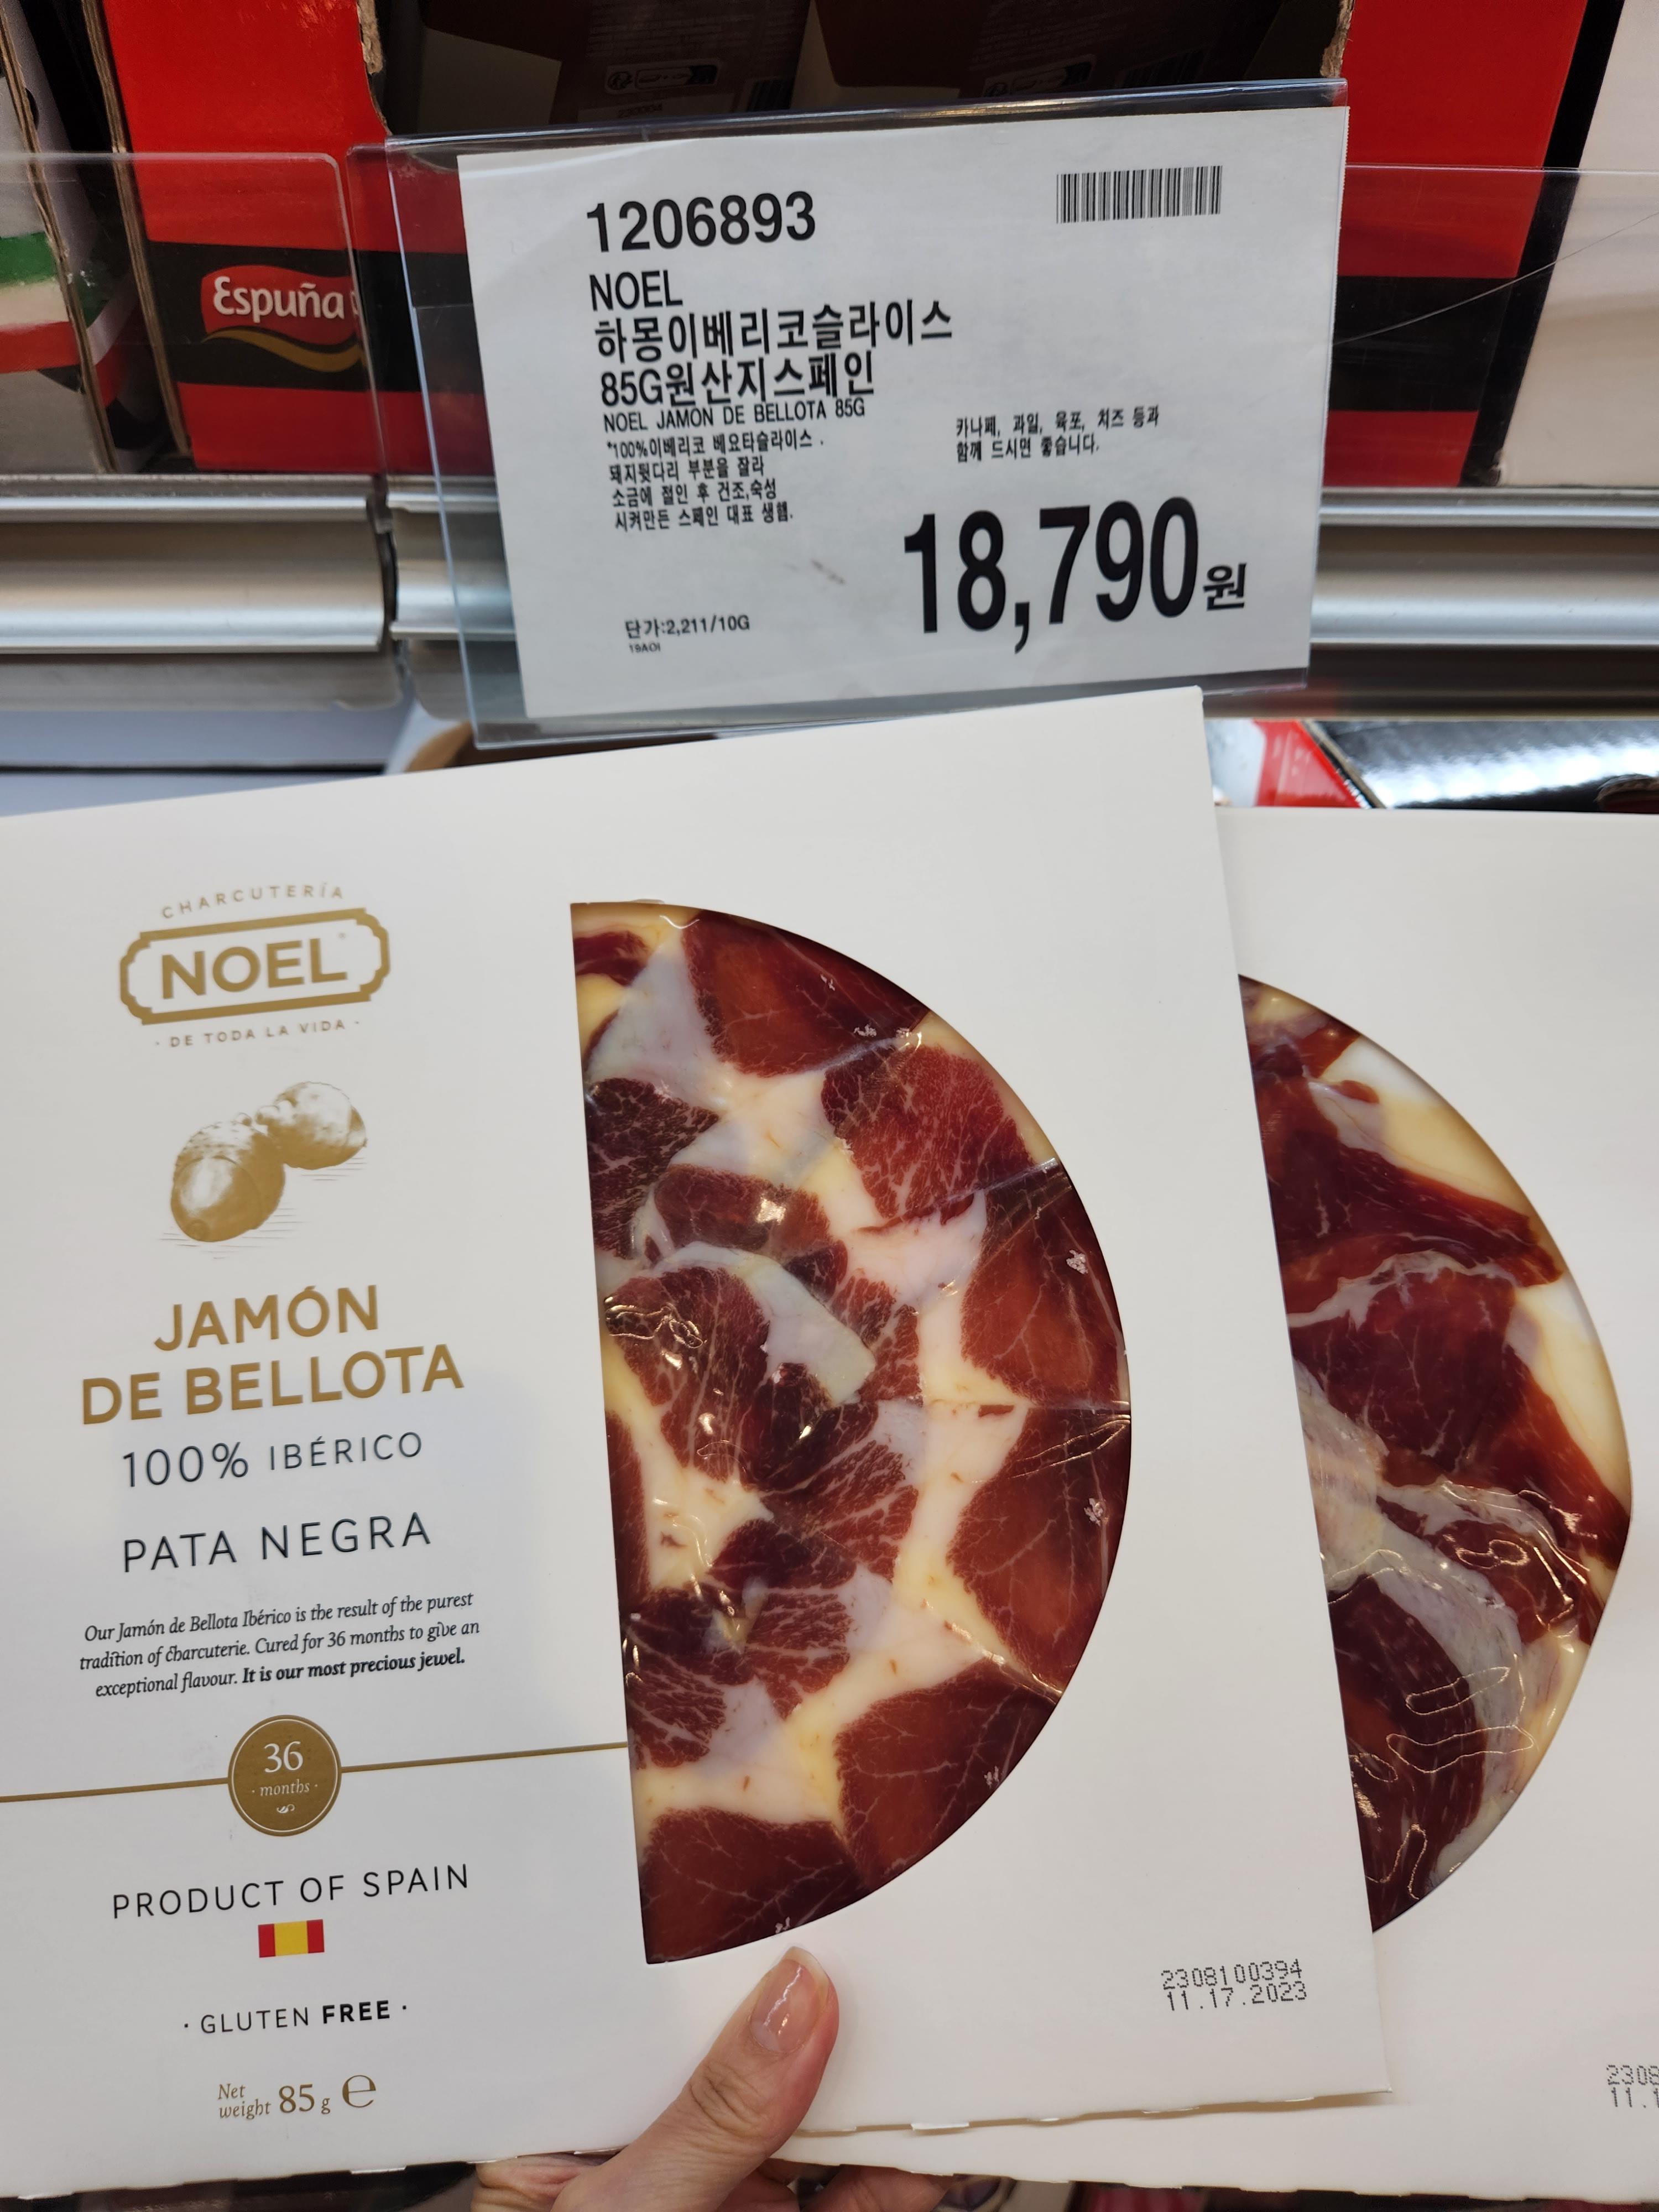 Espuña
1206893
NOEL
하몽이베리코슬라이스
85G원산지스페인
NOEL JAMON DE BELLOTA 85G
*100%이베리코 베요타슬라이스 .
돼지뒷다리 부분을 잘라
소금에 절인 후 건조,숙성
시켜만든 스페인 대표 생햄.
카나페, 과일, 육포, 치즈 등과
함께 드시면 좋습니다.
18,790원
단가:2,211/10G
19AOI
CHARCUTERÍA
NOEL
· DE TODA LA VIDA ·
JAMÓN
DE BELLOTA
100% IBÉRICO
PATA NEGRA
Our Jamón de Bellota Ibérico is the result of the purest
tradition of charcuterie. Cured for 36 months to give an
exceptional flavour. It is our most precious jewel.
36
· months ·
PRODUCT OF SPAIN
· GLUTEN FREE ·
Net
weight 85 g ℮
2308100394
11.17.2023
2308
11.1